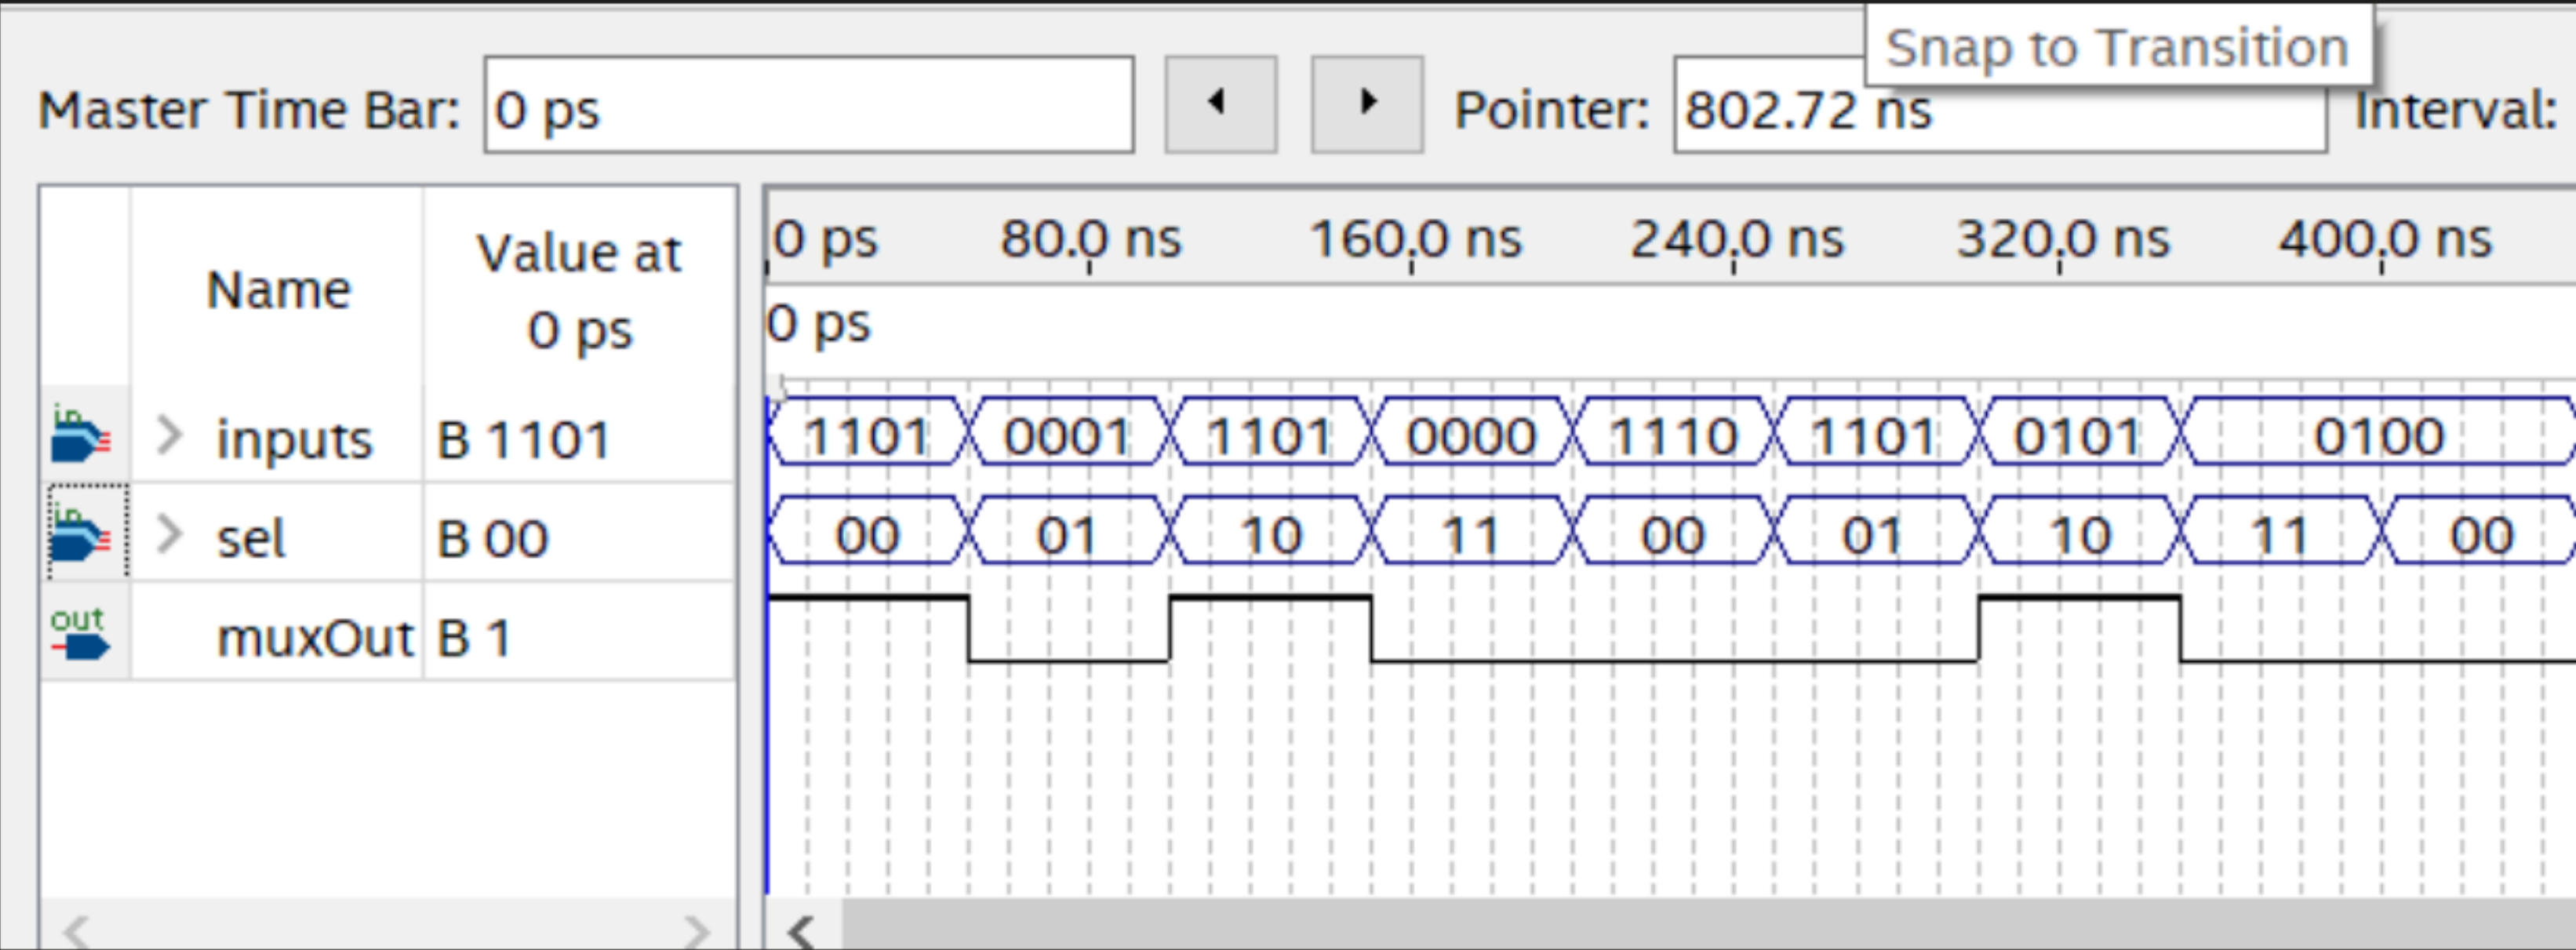 Snap to Transition
Master Time Bar: 0 ps Pointer: 802.72 ns Interval:
Name Value at 0 ps
0 ps 80.0 ns 160.0 ns 240.0 ns 320.0 ns 400.0 ns
0 ps
in inputs B 1101 1101 0001 1101 0000 1110 1101 0101 0100
in sel B 00 00 01 10 11 00 01 10 11 00
out muxOut B 1